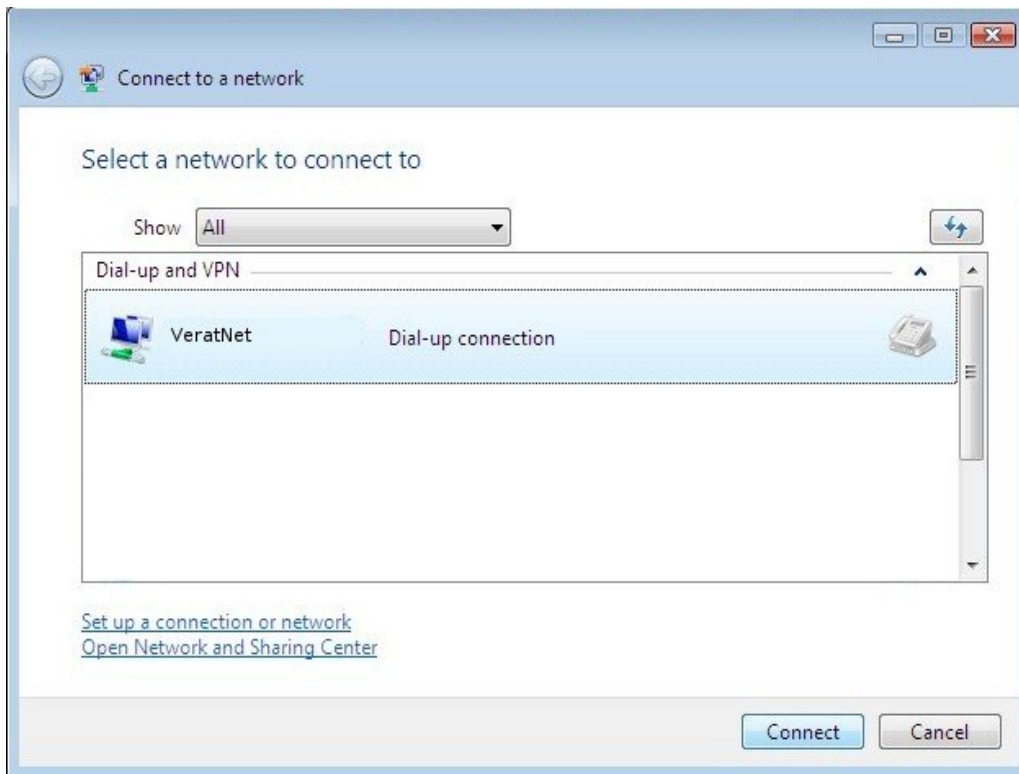 Connect to a network
Select a network to connect to
Show All
Dial-up and VPN
VeratNet Dial-up connection
Set up a connection or network
Open Network and Sharing Center
Connect Cancel